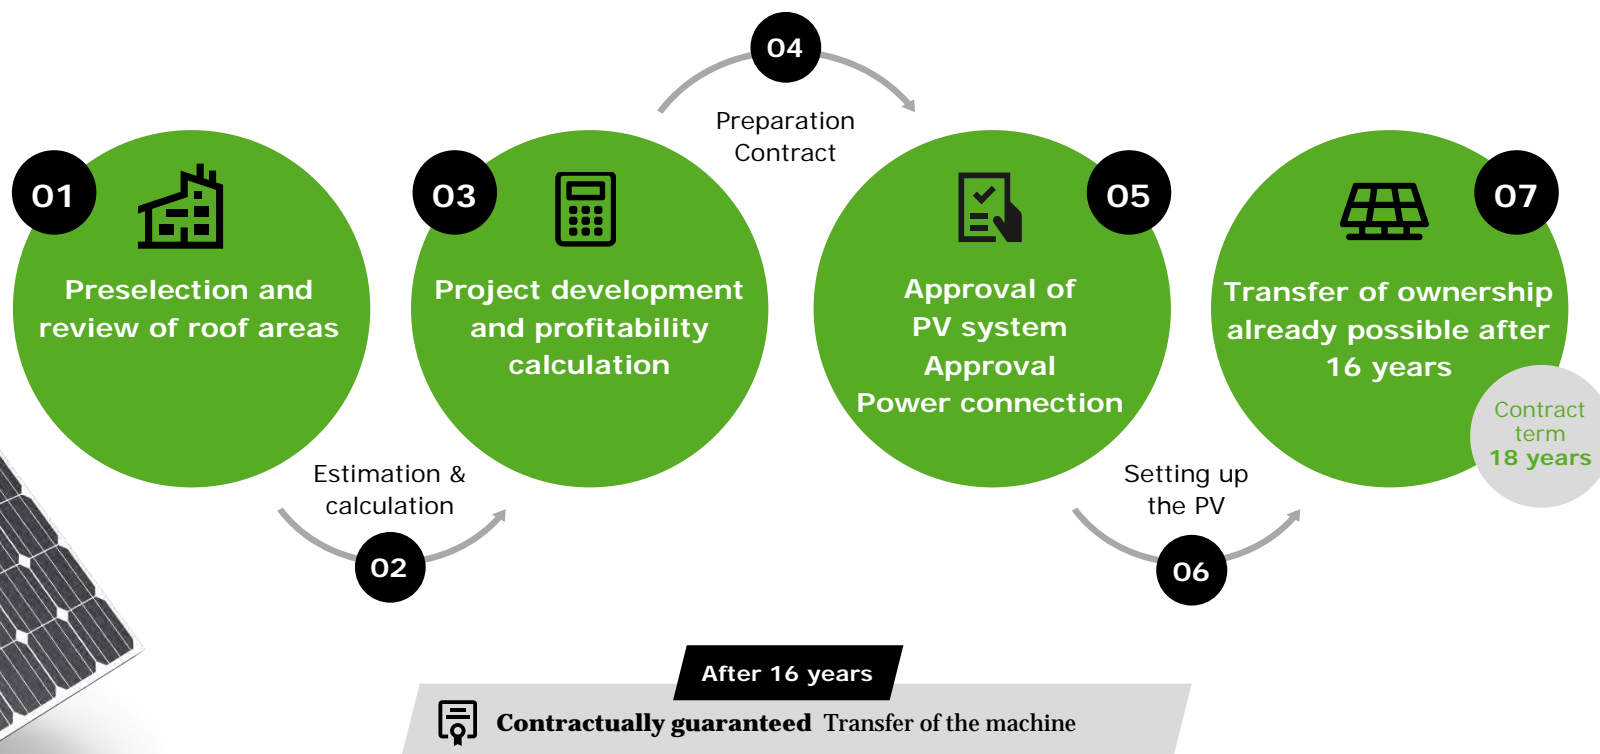 01
Preselection and
review of roof areas
Estimation &
calculation
02
03
Project development
and profitability
calculation
04
Preparation
Contract
05
Approval of
PV system
Approval
Power connection
Setting up
the PV
06
07
Transfer of ownership
already possible after
16 years
Contract
term
18 years
After 16 years
Contractually guaranteed Transfer of the machine